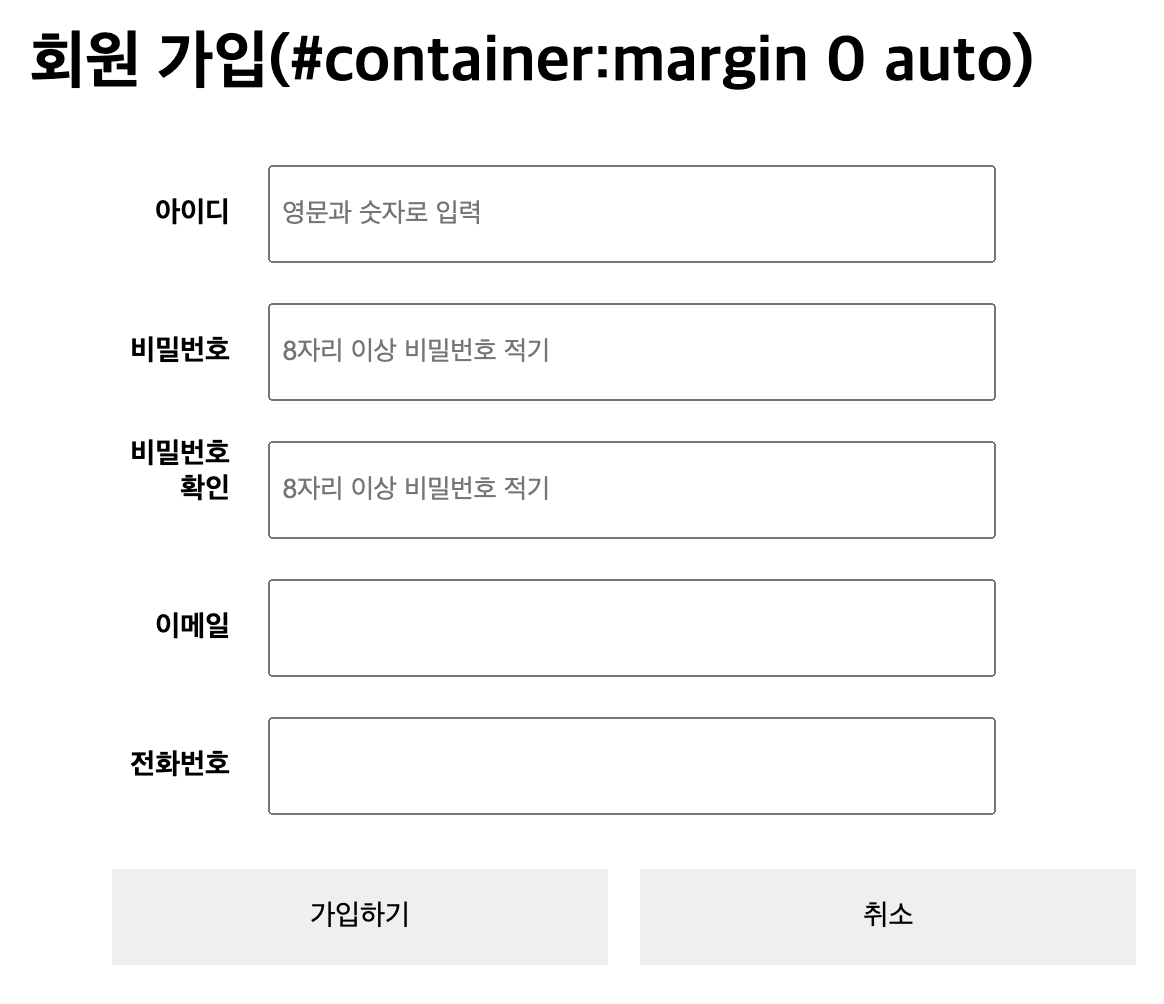 회원 가입(#container:margin 0 auto)
아이디
영문과 숫자로 입력
비밀번호
8자리 이상 비밀번호 적기
비밀번호
확인
8자리 이상 비밀번호 적기
이메일
전화번호
가입하기
취소